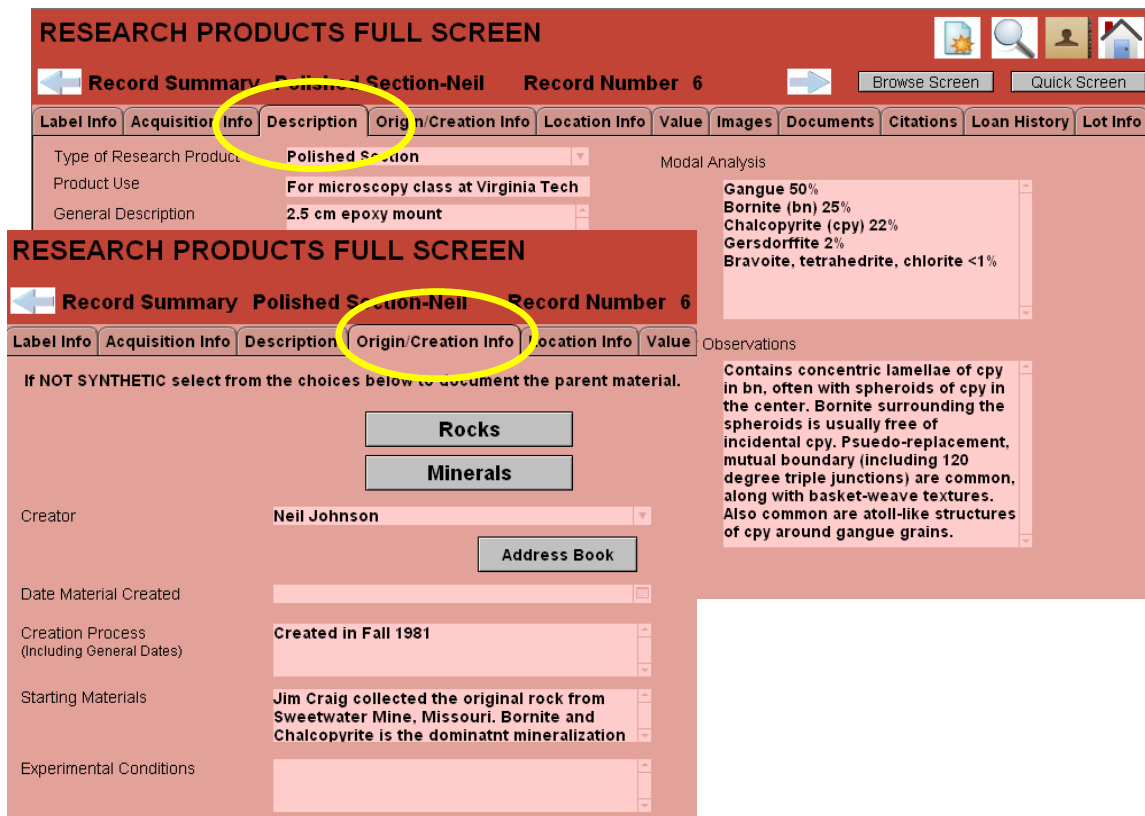 RESEARCH PRODUCTS FULL SCREEN
Record Summary Polished Section-Neil Record Number 6
Browse Screen Quick Screen
Label Info Acquisition Info Description Origin/Creation Info Location Info Value Images Documents Citations Loan History Lot Info
Type of Research Product Polished Section
Product Use For microscopy class at Virginia Tech
General Description 2.5 cm epoxy mount
Modal Analysis
Gangue 50%
Bornite (bn) 25%
Chalcopyrite (cpy) 22%
Gersdorffite 2%
Bravoite, tetrahedrite, chlorite <1%
Observations
Contains concentric lamellae of cpy
in bn, often with spheroids of cpy in
the center. Bornite surrounding the
spheroids is usually free of
incidental cpy. Psuedo-replacement,
mutual boundary (including 120
degree triple junctions) are common,
along with basket-weave textures.
Also common are atoll-like structures
of cpy around gangue grains.
RESEARCH PRODUCTS FULL SCREEN
Record Summary Polished Section-Neil Record Number 6
Label Info Acquisition Info Description Origin/Creation Info Location Info Value
If NOT SYNTHETIC select from the choices below to document the parent material.
Rocks
Minerals
Creator Neil Johnson
Address Book
Date Material Created
Creation Process Created in Fall 1981
(Including General Dates)
Starting Materials Jim Craig collected the original rock from
Sweetwater Mine, Missouri. Bornite and
Chalcopyrite is the dominatnt mineralization
Experimental Conditions